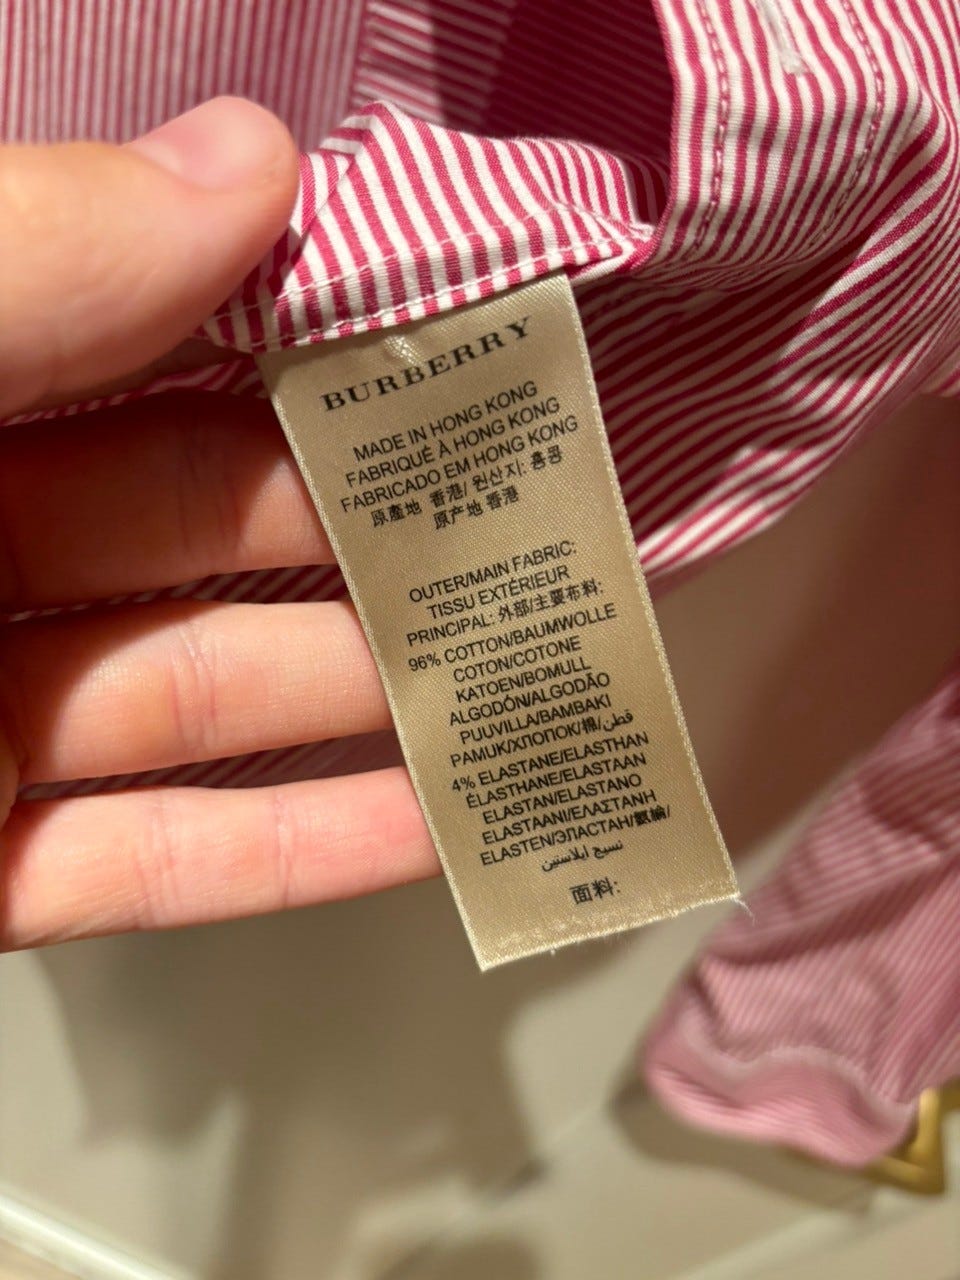 BURBERRY
MADE IN HONG KONG
FABRIQUÉ À HONG KONG
FABRICADO EM HONG KONG
原產地 香港/ 원산지: 홍콩
原产地 香港
OUTER/MAIN FABRIC:
TISSU EXTÉRIEUR
PRINCIPAL: 外部/主要布料:
96% COTTON/BAUMWOLLE
COTON/COTONE
KATOEN/BOMULL
ALGODÓN/ALGODÃO
PUUVILLA/BAMBAKI
PAMUK/ХЛОПОК/棉/قطن
4% ELASTANE/ELASTHAN
ÉLASTHANE/ELASTAAN
ELASTAN/ELASTANO
ELASTAANI/ΕΛΑΣΤΑΝΗ
ELASTEN/ЭЛАСТАН/氨綸/
نسيج ايلاستين
面料: